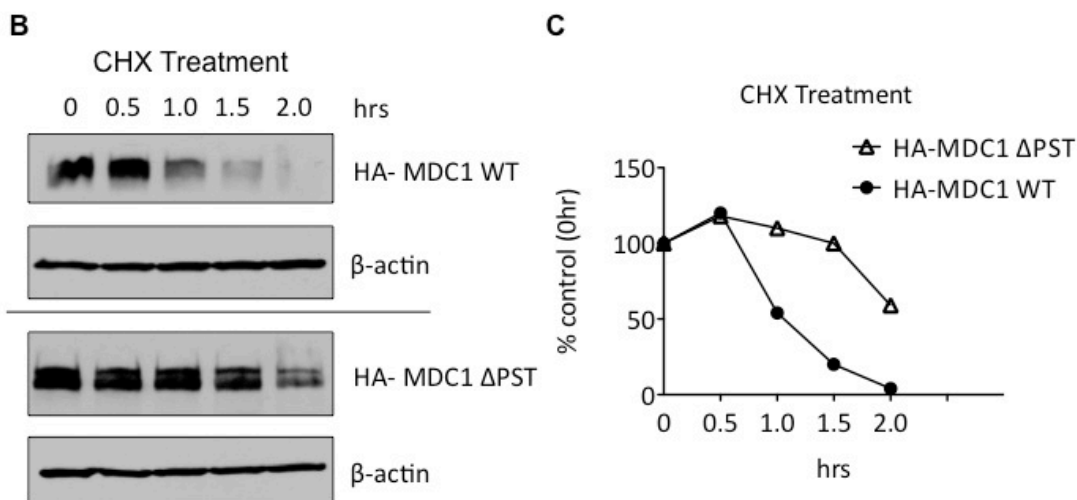 B
CHX Treatment
0 0.5 1.0 1.5 2.0 hrs
HA- MDC1 WT
β-actin
HA- MDC1 ΔPST
β-actin
C
CHX Treatment
HA-MDC1 ΔPST
HA-MDC1 WT
% control (0hr)
150
100
50
0
0 0.5 1.0 1.5 2.0
hrs